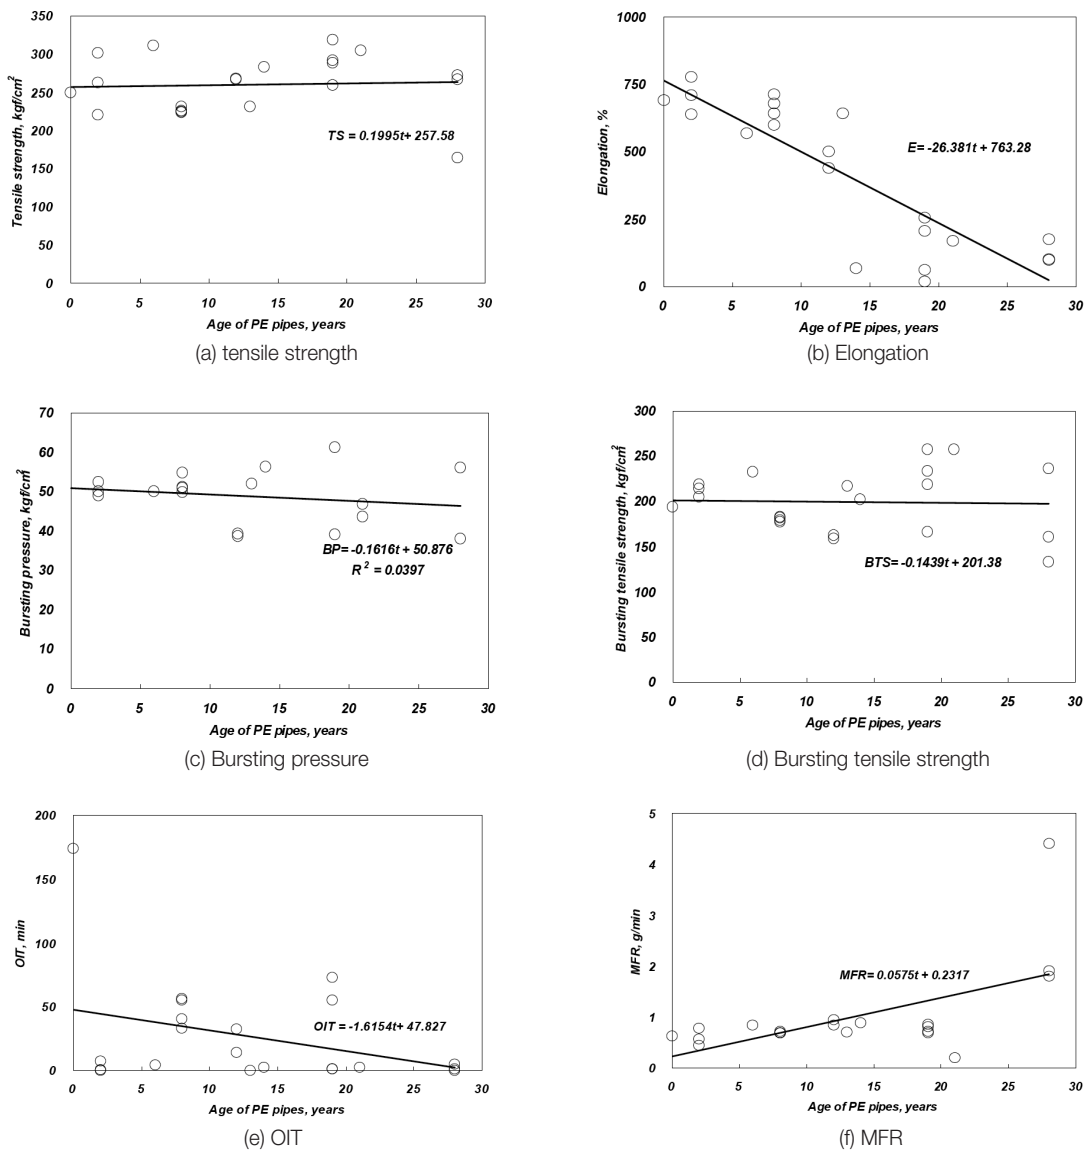 350
300
250
200
150
100
50
0
Tensile strength, kgf/cm²
TS = 0.1995t+ 257.58
0 5 10 15 20 25 30
Age of PE pipes, years
(a) tensile strength
1000
750
500
250
0
Elongation, %
E= -26.381t + 763.28
0 5 10 15 20 25 30
Age of PE pipes, years
(b) Elongation
70
60
50
40
30
20
10
0
Bursting pressure, kgf/cm²
BP= -0.1616t + 50.876
R² = 0.0397
0 5 10 15 20 25 30
Age of PE pipes, years
(c) Bursting pressure
300
250
200
150
100
50
0
Bursting tensile strength, kgf/cm²
BTS= -0.1439t + 201.38
0 5 10 15 20 25 30
Age of PE pipes, years
(d) Bursting tensile strength
200
150
100
50
0
OIT, min
OIT = -1.6154t+ 47.827
0 5 10 15 20 25 30
Age of PE pipes, years
(e) OIT
5
4
3
2
1
0
MFR, g/min
MFR= 0.0575t + 0.2317
0 5 10 15 20 25 30
Age of PE pipes, years
(f) MFR